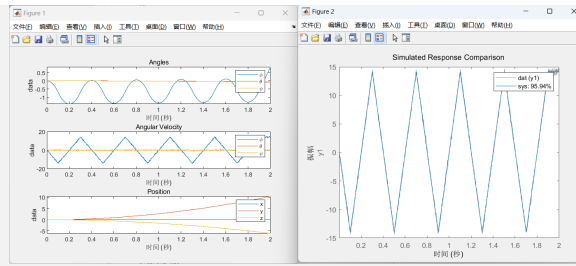 Figure 1
文件(F) 编辑(E) 查看(V) 插入(I) 工具(T) 桌面(D) 窗口(W) 帮助(H)
Angles
0.5
0
-0.5
-1
data
ϕ
θ
ψ
0 0.2 0.4 0.6 0.8 1 1.2 1.4 1.6 1.8 2
时间 (秒)
Angular Velocity
20
0
-20
data
ϕ
θ
ψ
0 0.2 0.4 0.6 0.8 1 1.2 1.4 1.6 1.8 2
时间 (秒)
Position
10
5
0
-5
data
x
y
z
0 0.2 0.4 0.6 0.8 1 1.2 1.4 1.6 1.8 2
时间 (秒)
Figure 2
文件(F) 编辑(E) 查看(V) 插入(I) 工具(T) 桌面(D) 窗口(W) 帮助(H)
Simulated Response Comparison
15
10
5
0
-5
-10
-15
振幅
y1
dat (y1)
sys: 95.94%
0.2 0.4 0.6 0.8 1 1.2 1.4 1.6 1.8 2
时间 (秒)